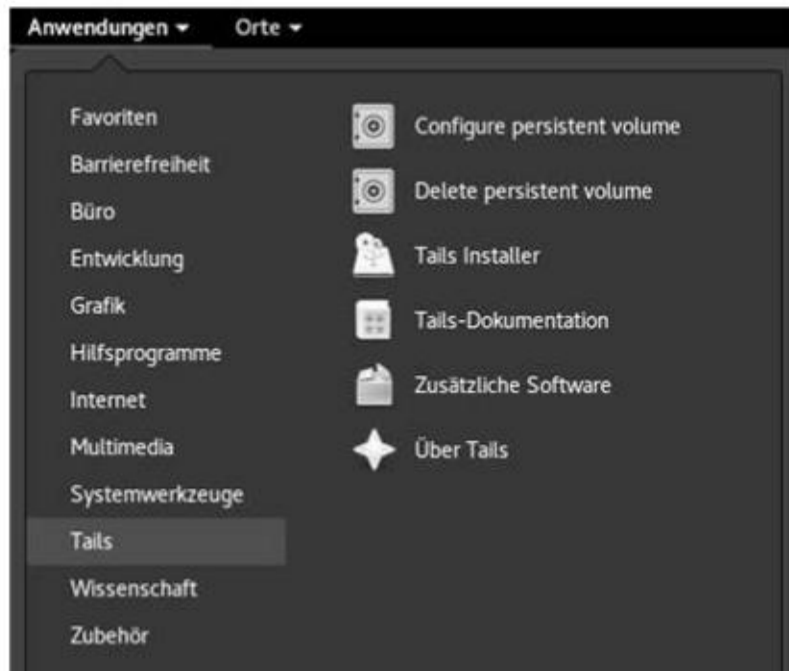 Anwendungen Orte
Favoriten
Barrierefreiheit
Büro
Entwicklung
Grafik
Hilfsprogramme
Internet
Multimedia
Systemwerkzeuge
Tails
Wissenschaft
Zubehör
Configure persistent volume
Delete persistent volume
Tails Installer
Tails-Dokumentation
Zusätzliche Software
Über Tails